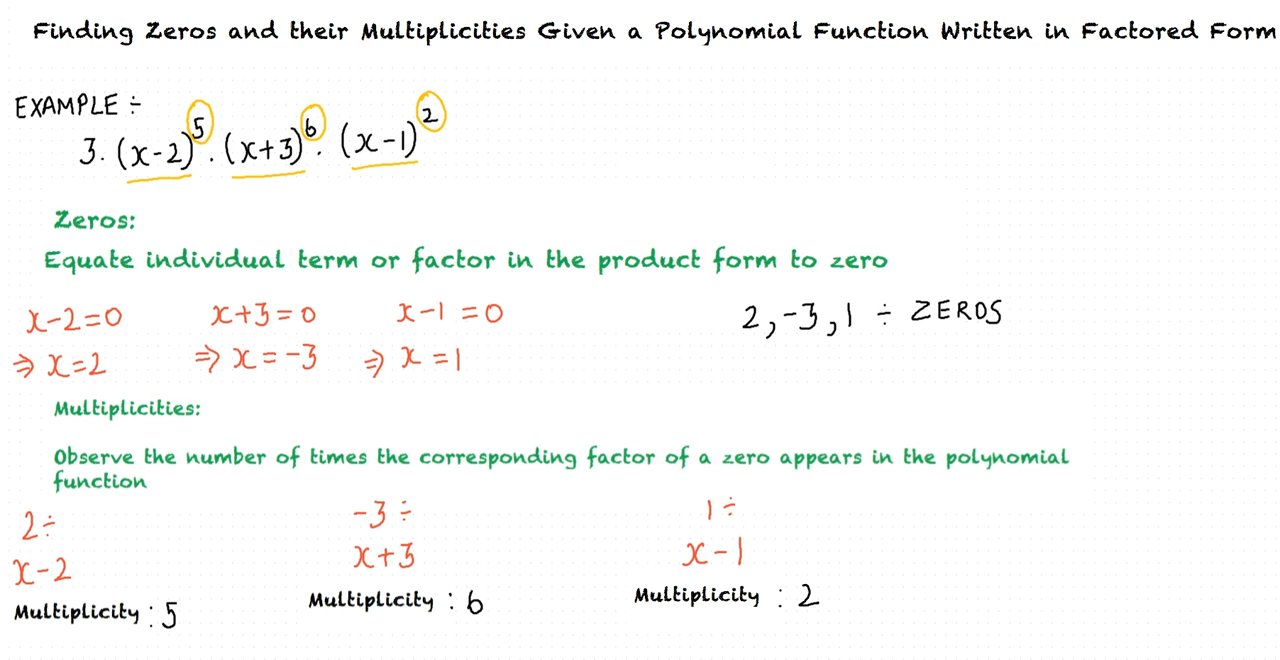 Finding Zeros and their Multiplicities Given a Polynomial Function Written in Factored Form
EXAMPLE ÷
3. (x-2)⁵ . (x+3)⁶ . (x-1)²
Zeros:
Equate individual term or factor in the product form to zero
x-2=0 x+3=0 x-1=0 2,-3,1 ÷ ZEROS
⇒ x=2 ⇒ x=-3 ⇒ x=1
Multiplicities:
Observe the number of times the corresponding factor of a zero appears in the polynomial
function
2÷ -3÷ 1÷
x-2 x+3 x-1
Multiplicity : 5 Multiplicity : 6 Multiplicity : 2